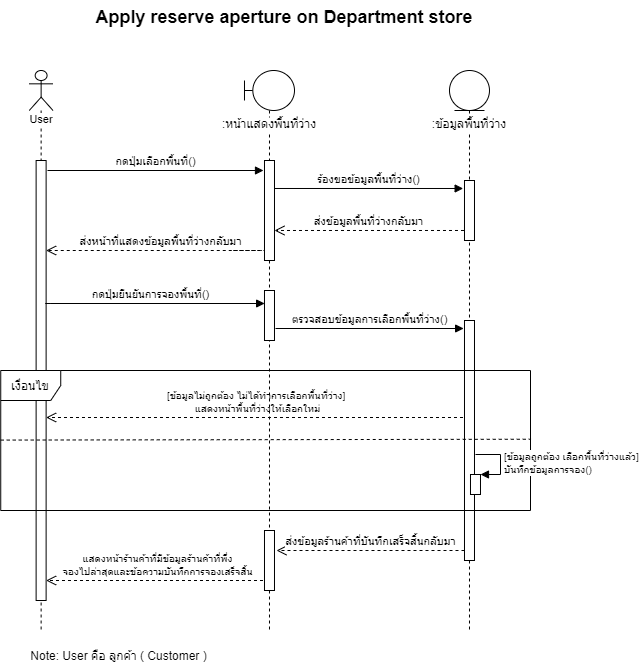 Apply reserve aperture on Department store
User
:หน้าแสดงพื้นที่ว่าง
:ข้อมูลพื้นที่ว่าง
กดปุ่มเลือกพื้นที่()
ร้องขอข้อมูลพื้นที่ว่าง()
ส่งข้อมูลพื้นที่ว่างกลับมา
ส่งหน้าที่แสดงข้อมูลพื้นที่ว่างกลับมา
กดปุ่มยืนยันการจองพื้นที่()
ตรวจสอบข้อมูลการเลือกพื้นที่ว่าง()
เงื่อนไข
[ข้อมูลไม่ถูกต้อง ไม่ได้ทำการเลือกพื้นที่ว่าง]
แสดงหน้าพื้นที่ว่างให้เลือกใหม่
[ข้อมูลถูกต้อง เลือกพื้นที่ว่างแล้ว]
บันทึกข้อมูลการจอง()
ส่งข้อมูลร้านค้าที่บันทึกเสร็จสิ้นกลับมา
แสดงหน้าร้านค้าที่มีข้อมูลร้านค้าที่พึ่ง
จองไปล่าสุดและข้อความบันทึกการจองเสร็จสิ้น
Note: User คือ ลูกค้า ( Customer )